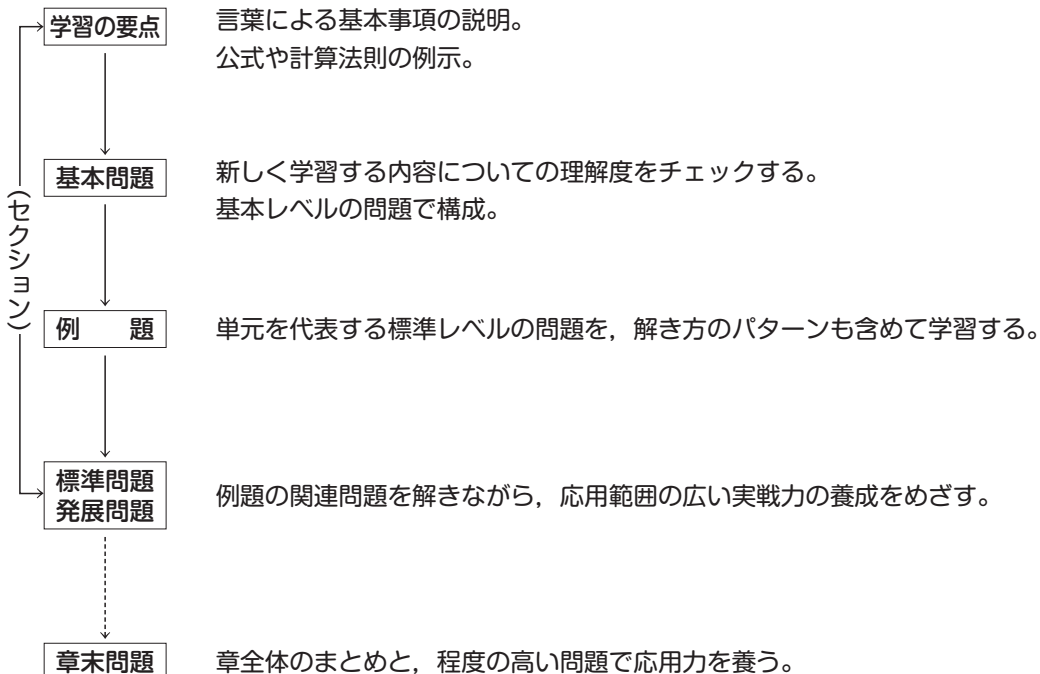 学習の要点
言葉による基本事項の説明。
公式や計算法則の例示。
基本問題
新しく学習する内容についての理解度をチェックする。
基本レベルの問題で構成。
(セクション)
例　　題
単元を代表する標準レベルの問題を，解き方のパターンも含めて学習する。
標準問題
発展問題
例題の関連問題を解きながら，応用範囲の広い実戦力の養成をめざす。
章末問題
章全体のまとめと，程度の高い問題で応用力を養う。